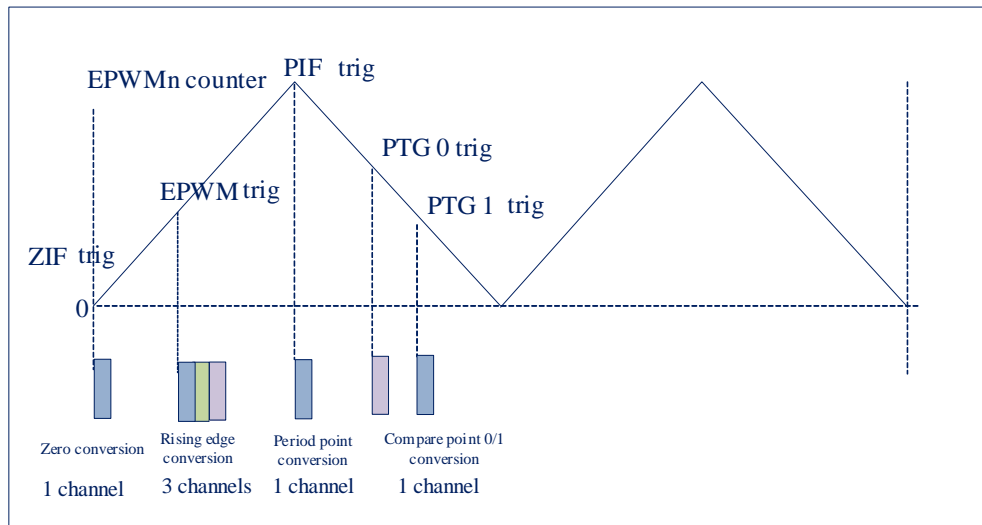 PIF trig
EPWMn counter
PTG 0 trig
EPWM trig
PTG 1 trig
ZIF trig
0
Zero conversion
1 channel
Rising edge
conversion
3 channels
Period point
conversion
1 channel
Compare point 0/1
conversion
1 channel